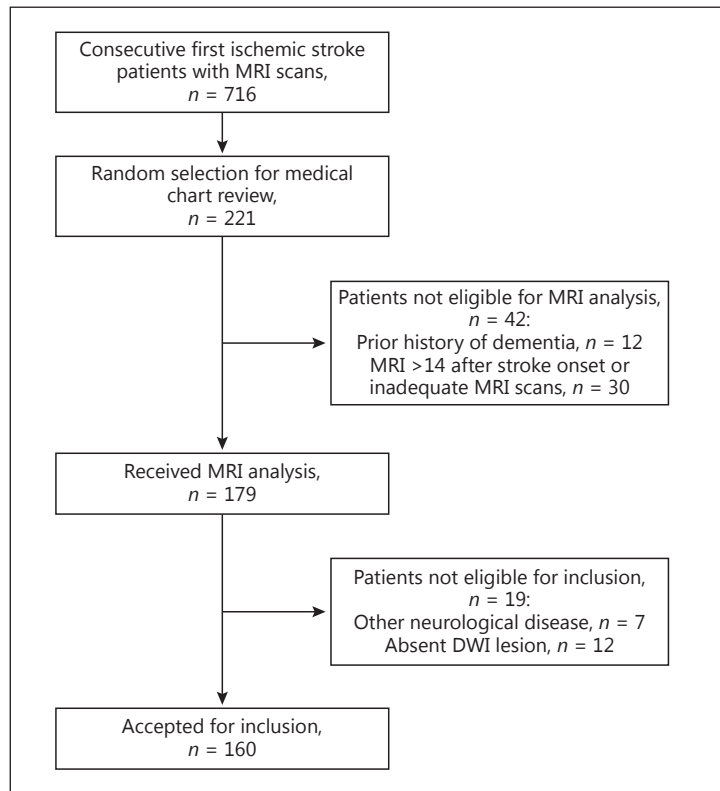 Consecutive first ischemic stroke
patients with MRI scans,
n = 716
Random selection for medical
chart review,
n = 221
Patients not eligible for MRI analysis,
n = 42:
Prior history of dementia, n = 12
MRI >14 after stroke onset or
inadequate MRI scans, n = 30
Received MRI analysis,
n = 179
Patients not eligible for inclusion,
n = 19:
Other neurological disease, n = 7
Absent DWI lesion, n = 12
Accepted for inclusion,
n = 160